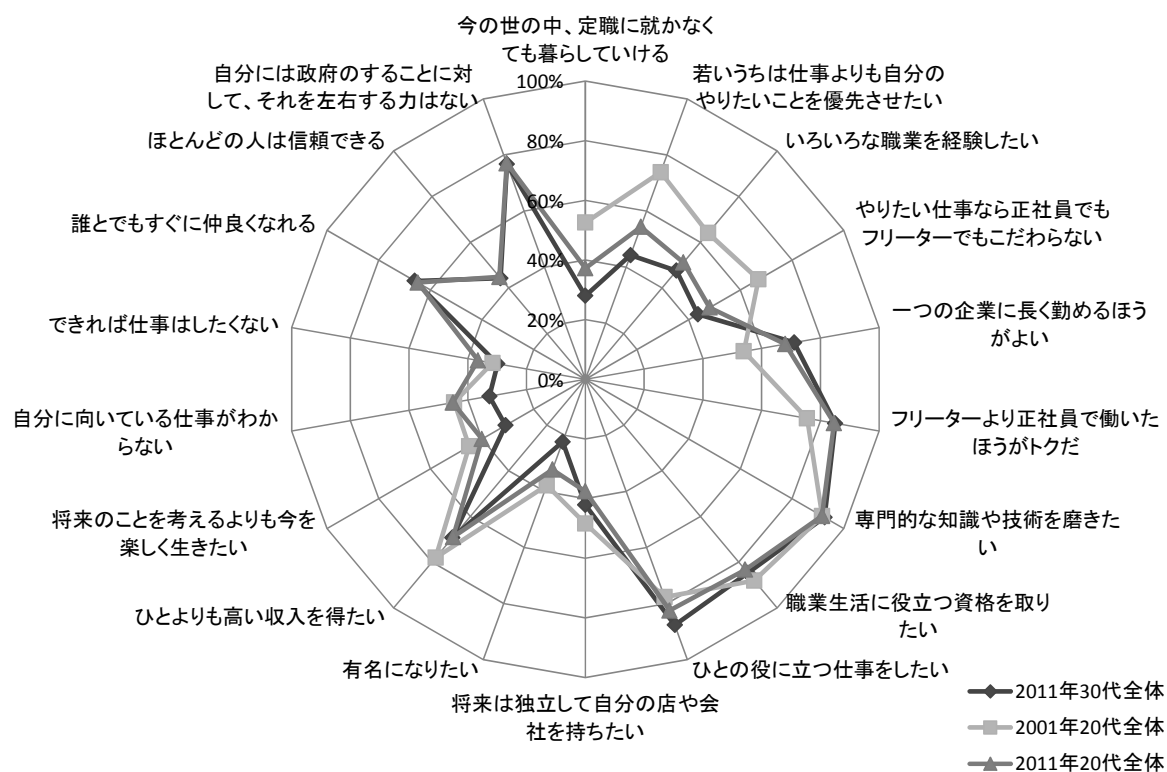 今の世の中、定職に就かなく
ても暮らしていける
自分には政府のすることに対
して、それを左右する力はない
若いうちは仕事よりも自分の
やりたいことを優先させたい
100%
80%
60%
40%
20%
0%
ほとんどの人は信頼できる
いろいろな職業を経験したい
誰とでもすぐに仲良くなれる
やりたい仕事なら正社員でも
フリーターでもこだわらない
できれば仕事はしたくない
一つの企業に長く勤めるほう
がよい
自分に向いている仕事がわか
らない
フリーターより正社員で働いた
ほうがトクだ
将来のことを考えるよりも今を
楽しく生きたい
専門的な知識や技術を磨きた
い
ひとよりも高い収入を得たい
職業生活に役立つ資格を取り
たい
有名になりたい
ひとの役に立つ仕事をしたい
将来は独立して自分の店や会
社を持ちたい
2011年30代全体
2001年20代全体
2011年20代全体